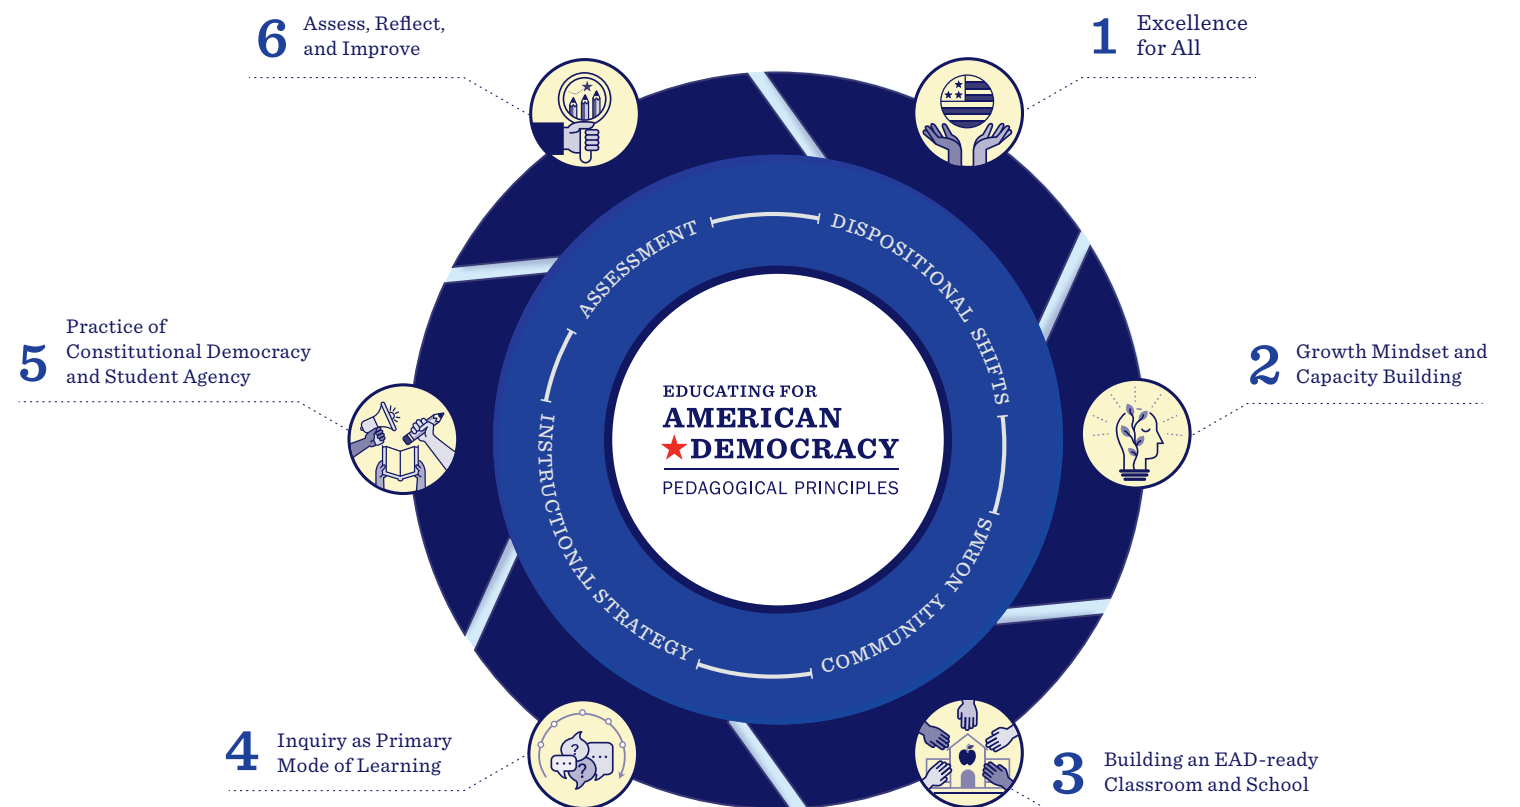 6
Assess, Reflect,
and Improve
1
Excellence
for All
ASSESSMENT
DISPOSITIONAL SHIFTS
5
Practice of
Constitutional Democracy
and Student Agency
2
Growth Mindset and
Capacity Building
EDUCATING FOR
AMERICAN
DEMOCRACY
PEDAGOGICAL PRINCIPLES
INSTRUCTIONAL STRATEGY
COMMUNITY NORMS
4
Inquiry as Primary
Mode of Learning
? ?
3
Building an EAD-ready
Classroom and School